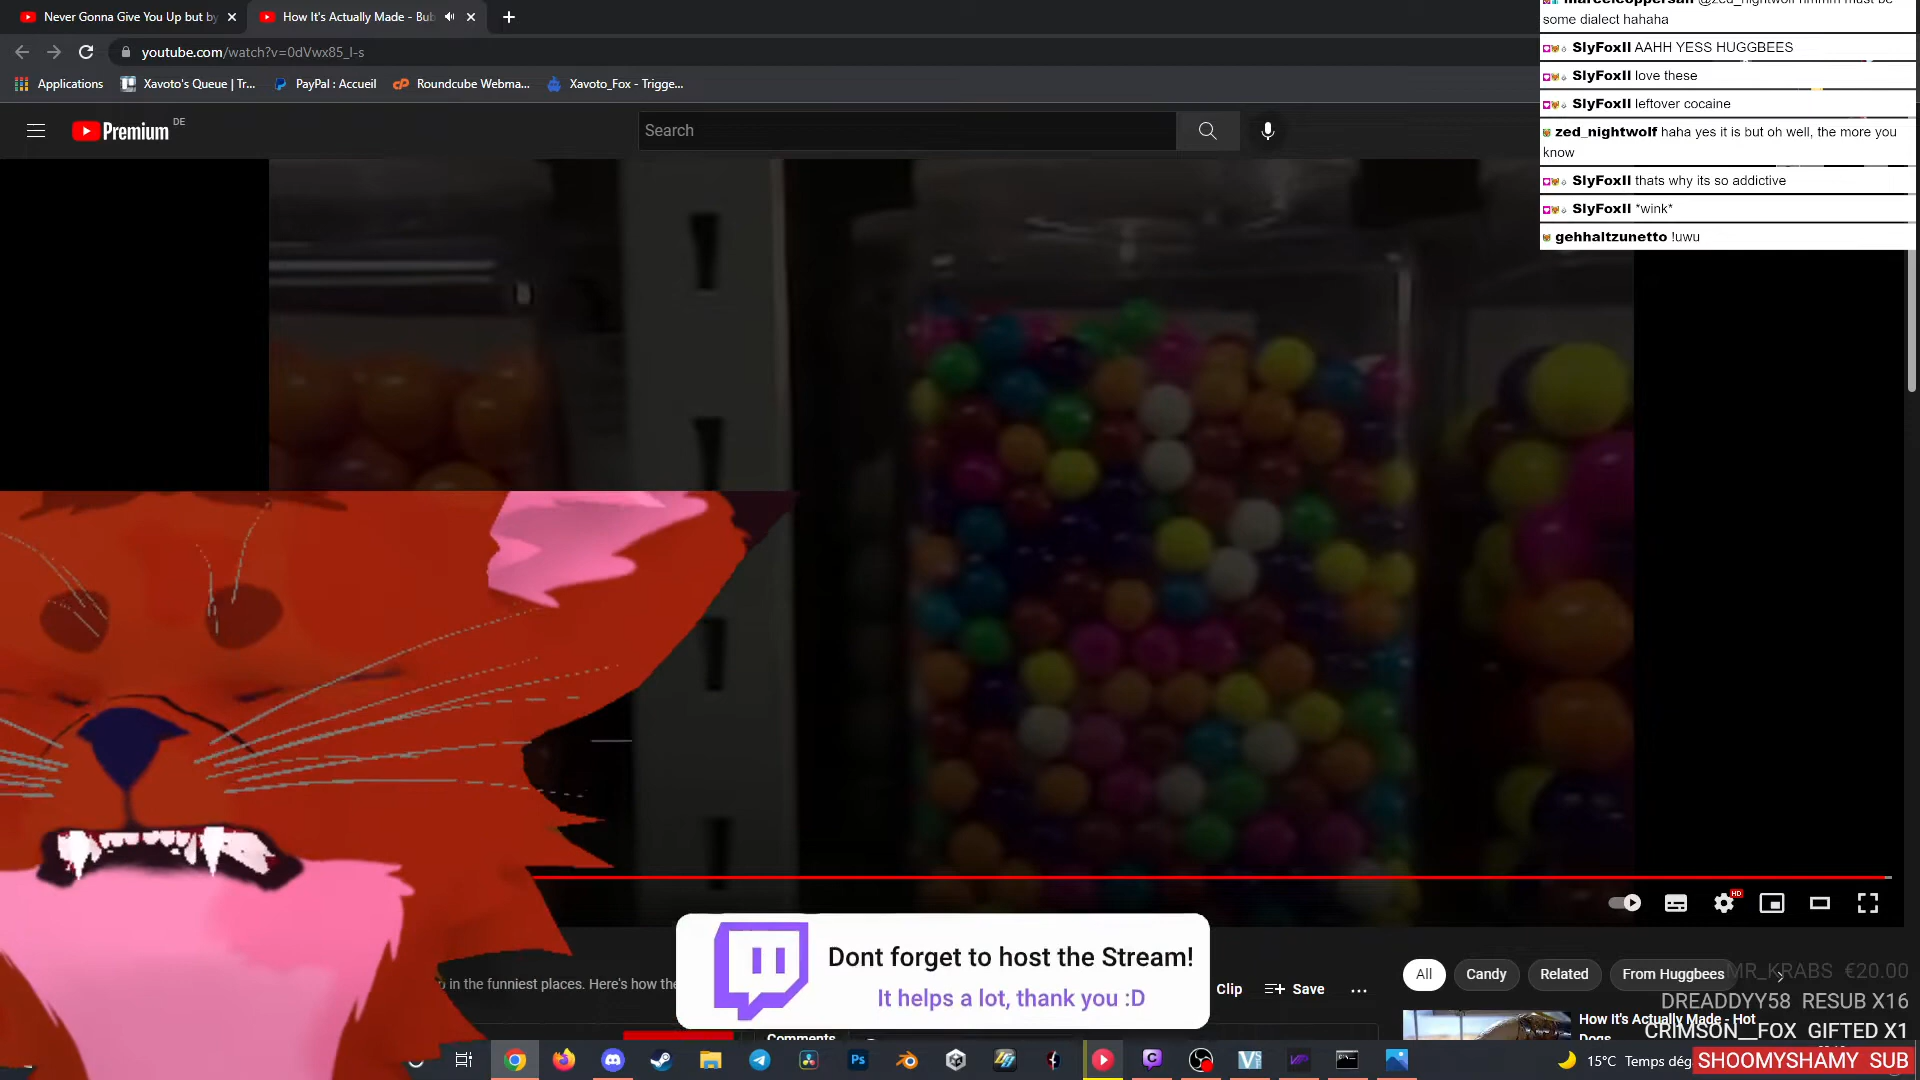 Never Gonna Give You Up but by
How It's Actually Made - Bub
youtube.com/watch?v=0dVwx85_l-s
Applications
Xavoto's Queue | Tr...
PayPal : Accueil
Roundcube Webma...
Xavoto_Fox - Trigge...
Premium DE
Search
some dialect hahaha
SlyFoxII AAHH YESS HUGGBEES
SlyFoxII love these
SlyFoxII leftover cocaine
zed_nightwolf haha yes it is but oh well, the more you
know
SlyFoxII thats why its so addictive
SlyFoxII *wink*
gehhaltzunetto !uwu
HD
Dont forget to host the Stream!
It helps a lot, thank you :D
in the funniest places. Here's how the
Clip
Save
All
Candy
Related
From Huggbees
MR_KRABS €20.00
DREADDYY58 RESUB X16
How It's Actually Made - Hot
CRIMSON__FOX GIFTED X1
Comments
15°C Temps dég
SHOOMYSHAMY SUB